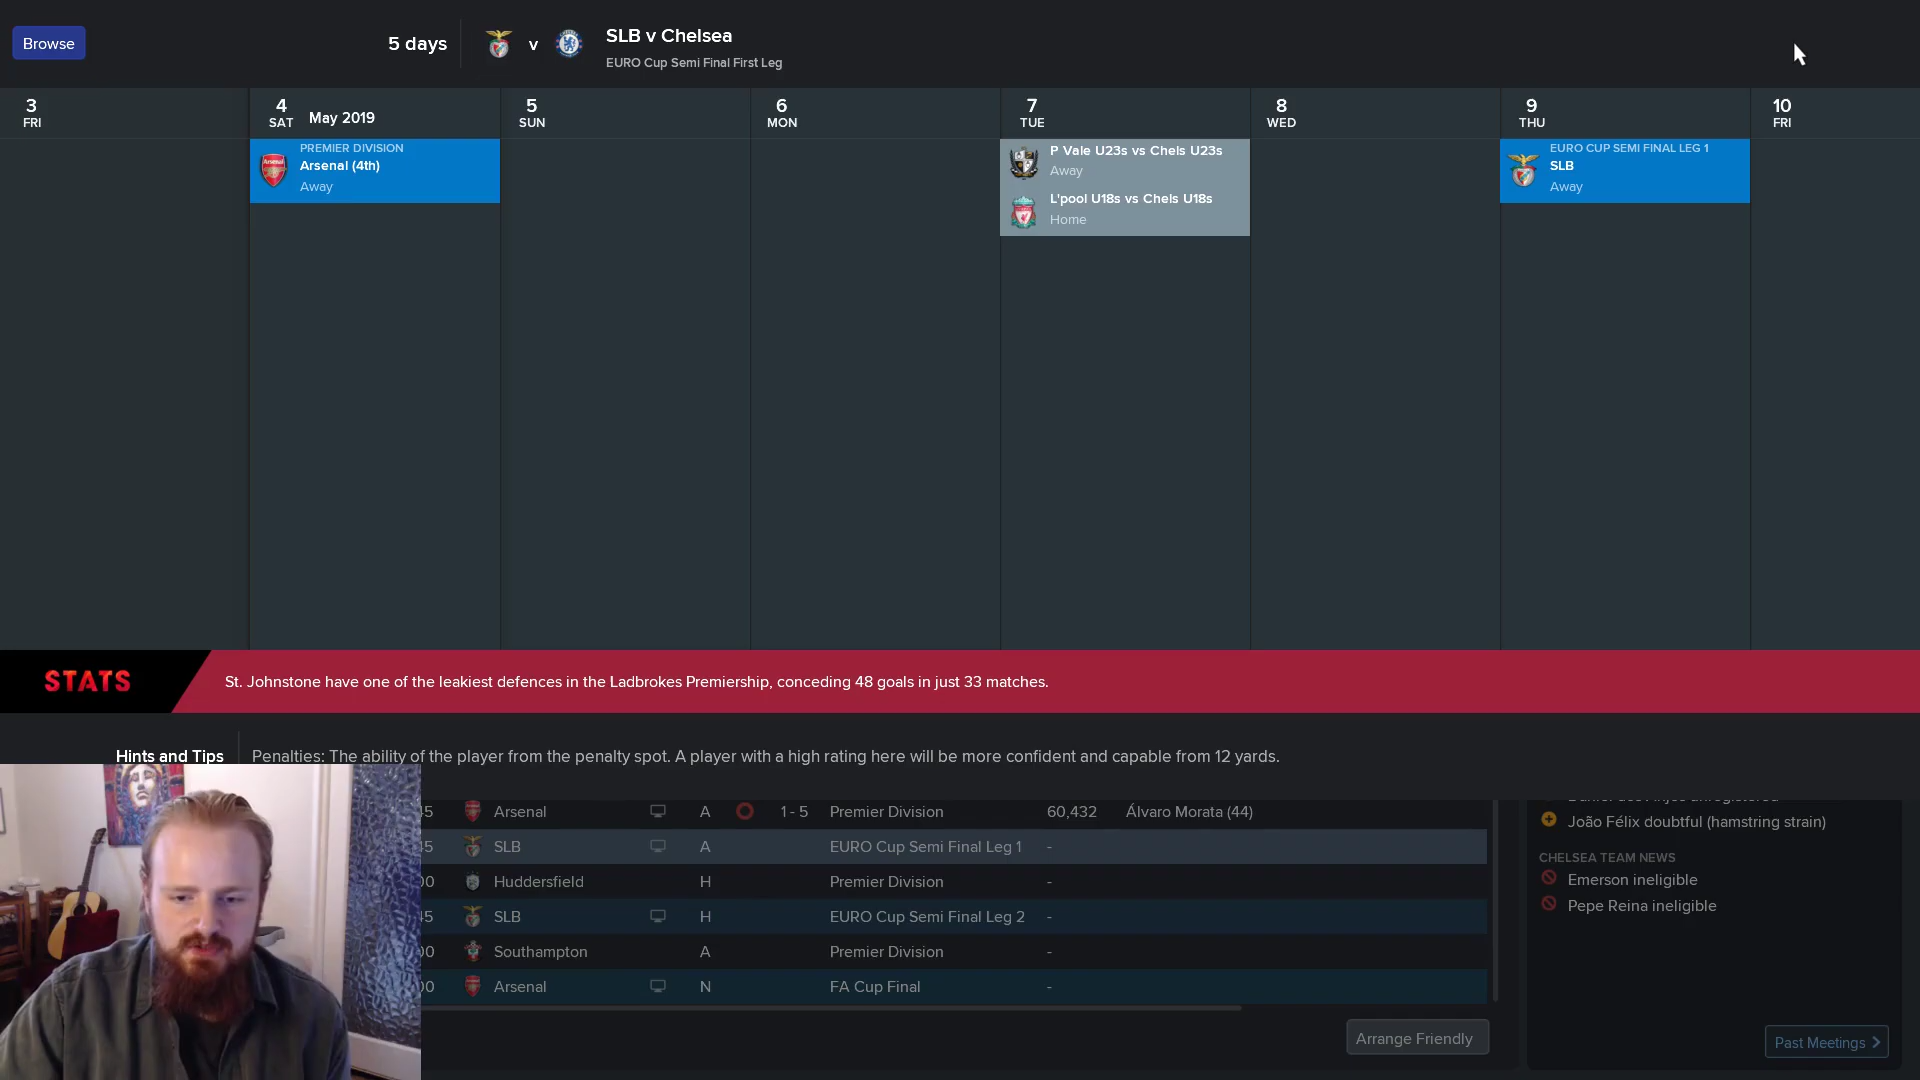 Browse
5 days
v
SLB v Chelsea
EURO Cup Semi Final First Leg
3
FRI
4
SAT
May 2019
5
SUN
6
MON
7
TUE
8
WED
9
THU
10
FRI
PREMIER DIVISION
Arsenal (4th)
Away
P Vale U23s vs Chels U23s
Away
L'pool U18s vs Chels U18s
Home
EURO CUP SEMI FINAL LEG 1
SLB
Away
STATS
St. Johnstone have one of the leakiest defences in the Ladbrokes Premiership, conceding 48 goals in just 33 matches.
Hints and Tips
Penalties: The ability of the player from the penalty spot. A player with a high rating here will be more confident and capable from 12 yards.
Arsenal A 1 - 5 Premier Division 60,432 Álvaro Morata (44)
SLB A EURO Cup Semi Final Leg 1 -
Huddersfield H Premier Division -
SLB H EURO Cup Semi Final Leg 2 -
Southampton A Premier Division -
Arsenal N FA Cup Final -
Arrange Friendly
João Félix doubtful (hamstring strain)
CHELSEA TEAM NEWS
Emerson ineligible
Pepe Reina ineligible
Past Meetings